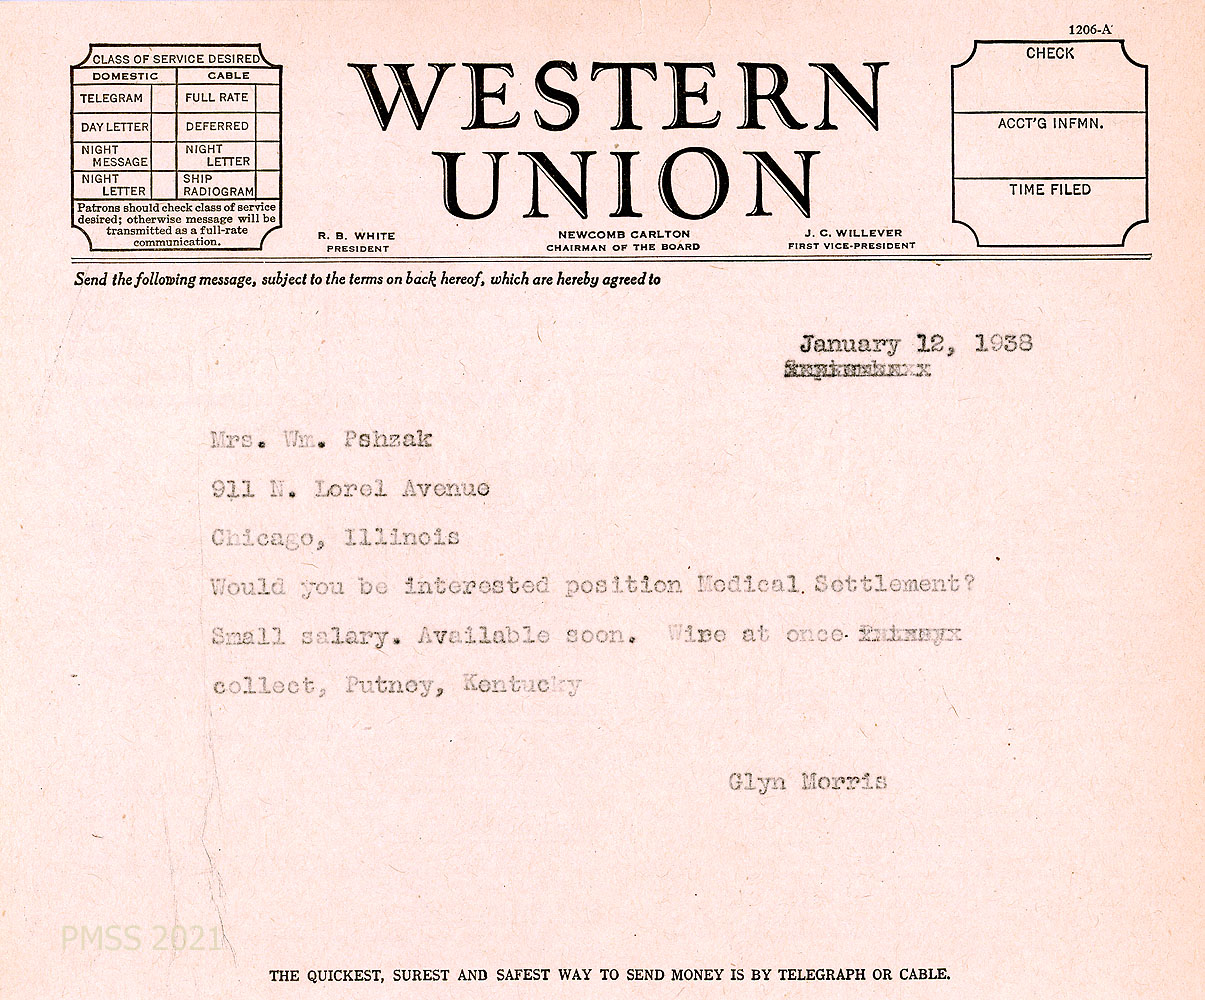 1206-A
CLASS OF SERVICE DESIRED
DOMESTIC CABLE
TELEGRAM FULL RATE
DAY LETTER DEFERRED
NIGHT MESSAGE NIGHT LETTER
NIGHT LETTER SHIP RADIOGRAM
Patrons should check class of service
desired; otherwise message will be
transmitted as a full-rate
communication.
WESTERN
UNION
R. B. WHITE
PRESIDENT
NEWCOMB CARLTON
CHAIRMAN OF THE BOARD
J. C. WILLEVER
FIRST VICE-PRESIDENT
CHECK
ACCT'G INFMN.
TIME FILED
Send the following message, subject to the terms on back hereof, which are hereby agreed to
January 12, 1938
Mrs. Wm. Pshzak
911 N. Lorel Avenue
Chicago, Illinois
Would you be interested position Medical Settlement?
Small salary. Available soon. Wire at once.
collect, Putney, Kentucky
Glyn Morris
PMSS 2021
THE QUICKEST, SUREST AND SAFEST WAY TO SEND MONEY IS BY TELEGRAPH OR CABLE.